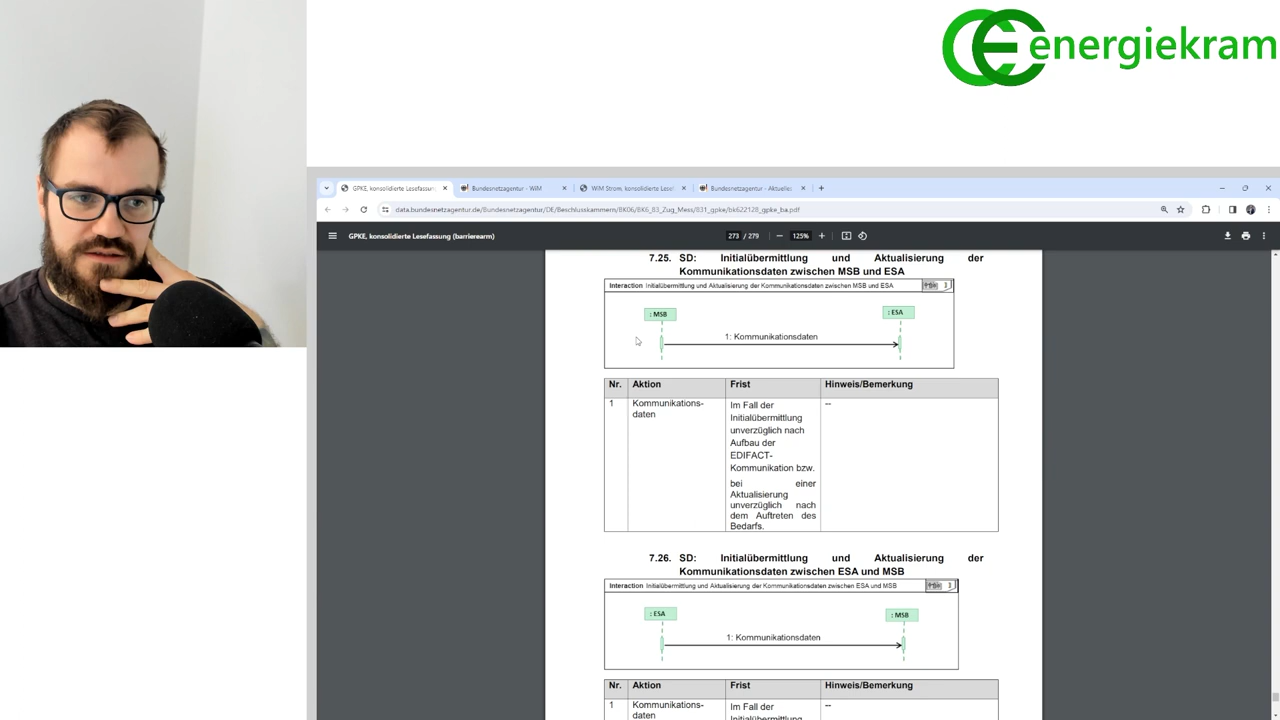 energiekram
GPKE, konsolidierte Lesefassung
Bundesnetzagentur - WiM
WiM Strom, konsolidierte Lesef
Bundesnetzagentur - Aktuelle
data.bundesnetzagentur.de/Bundesnetzagentur/DE/Beschlusskammern/BK06/BK6_83_Zug_Mess/831_gpke/bk622128_gpke_ba.pdf
GPKE, konsolidierte Lesefassung (barrierearm)
273 / 279
125%
7.25. SD: Initialübermittlung und Aktualisierung der
Kommunikationsdaten zwischen MSB und ESA
Interaction Initialübermittlung und Aktualisierung der Kommunikationsdaten zwischen MSB und ESA
: MSB
: ESA
1: Kommunikationsdaten
Nr. Aktion Frist Hinweis/Bemerkung
1 Kommunikations-
daten
Im Fall der
Initialübermittlung
unverzüglich nach
Aufbau der
EDIFACT-
Kommunikation bzw.
bei einer
Aktualisierung
unverzüglich nach
dem Auftreten des
Bedarfs.
--
7.26. SD: Initialübermittlung und Aktualisierung der
Kommunikationsdaten zwischen ESA und MSB
Interaction Initialübermittlung und Aktualisierung der Kommunikationsdaten zwischen ESA und MSB
: ESA
: MSB
1: Kommunikationsdaten
Nr. Aktion Frist Hinweis/Bemerkung
1 Kommunikations-
daten
Im Fall der
Initialübermittlung
--